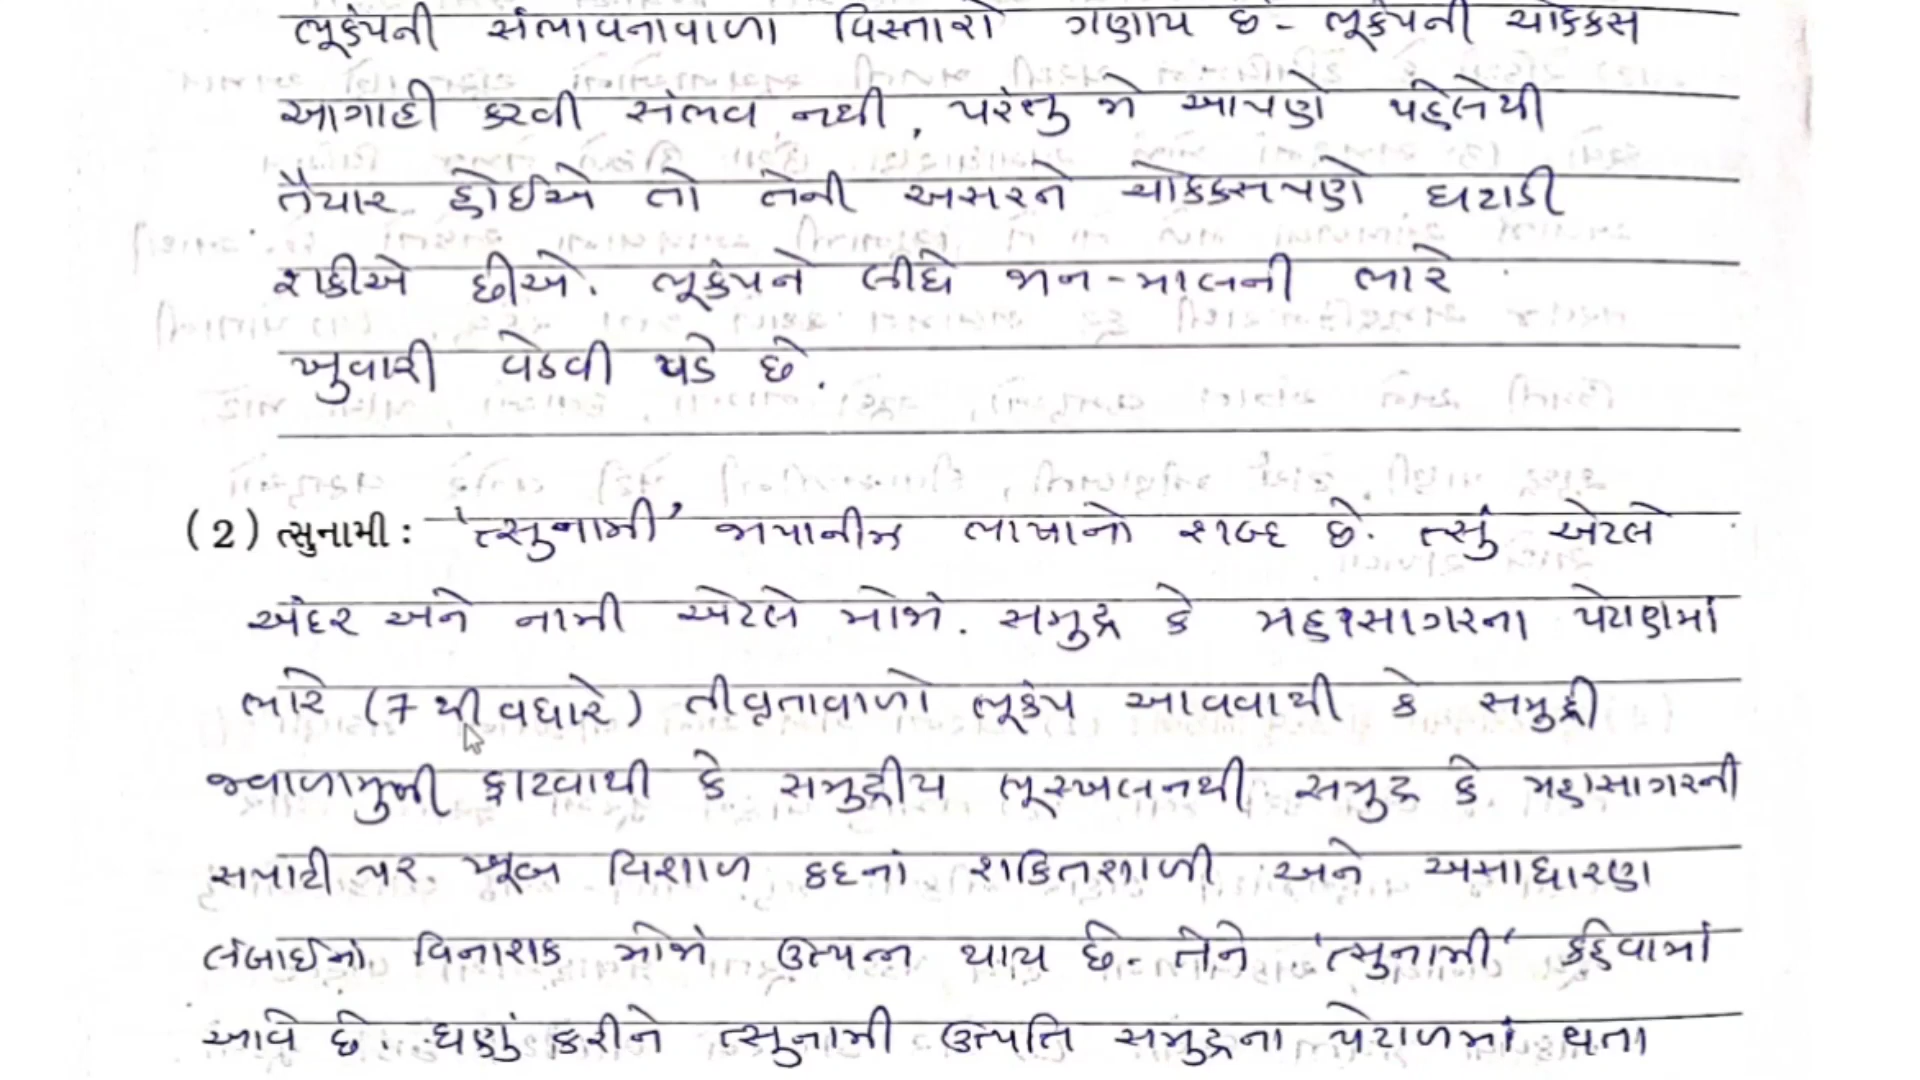 ભૂકંપની સંભાવનાવાળા વિસ્તારો ગણાય છે- ભૂકંપની ચોક્કસ
આગાહી કરવી સંભવ નથી, પરંતુ જો આપણે પહેલેથી
તૈયાર હોઈએ તો તેની અસરને ચોક્કસપણે ઘટાડી
શકીએ છીએ. ભૂકંપને લીધે જાન-માલની ભારે
ખુવારી વેઠવી પડે છે.
(2) ત્સુનામી: 'ત્સુનામી' જાપાનીઝ ભાષાનો શબ્દ છે. ત્સું એટલે
બંદર અને નામી એટલે મોજો. સમુદ્ર કે મહાસાગરના પેટાળમાં
ભારે (7 થી વધારે) તીવ્રતાવાળો ભૂકંપ આવવાથી કે સમુદ્રી
જ્વાળામુખી ફાટવાથી કે સમુદ્રીય ભૂસ્ખલનથી સમુદ્ર કે મહાસાગરની
સપાટી પર ખૂબ વિશાળ કદનાં શકિતશાળી અને અસાધારણ
લંબાઈનાં વિનાશક મોજાં ઉત્પન્ન થાય છે. તેને 'ત્સુનામી' કહેવામાં
આવે છે. ઘણું કરીને ત્સુનામી ઉત્પતિ સમુદ્રના પેટાળમાં થતા